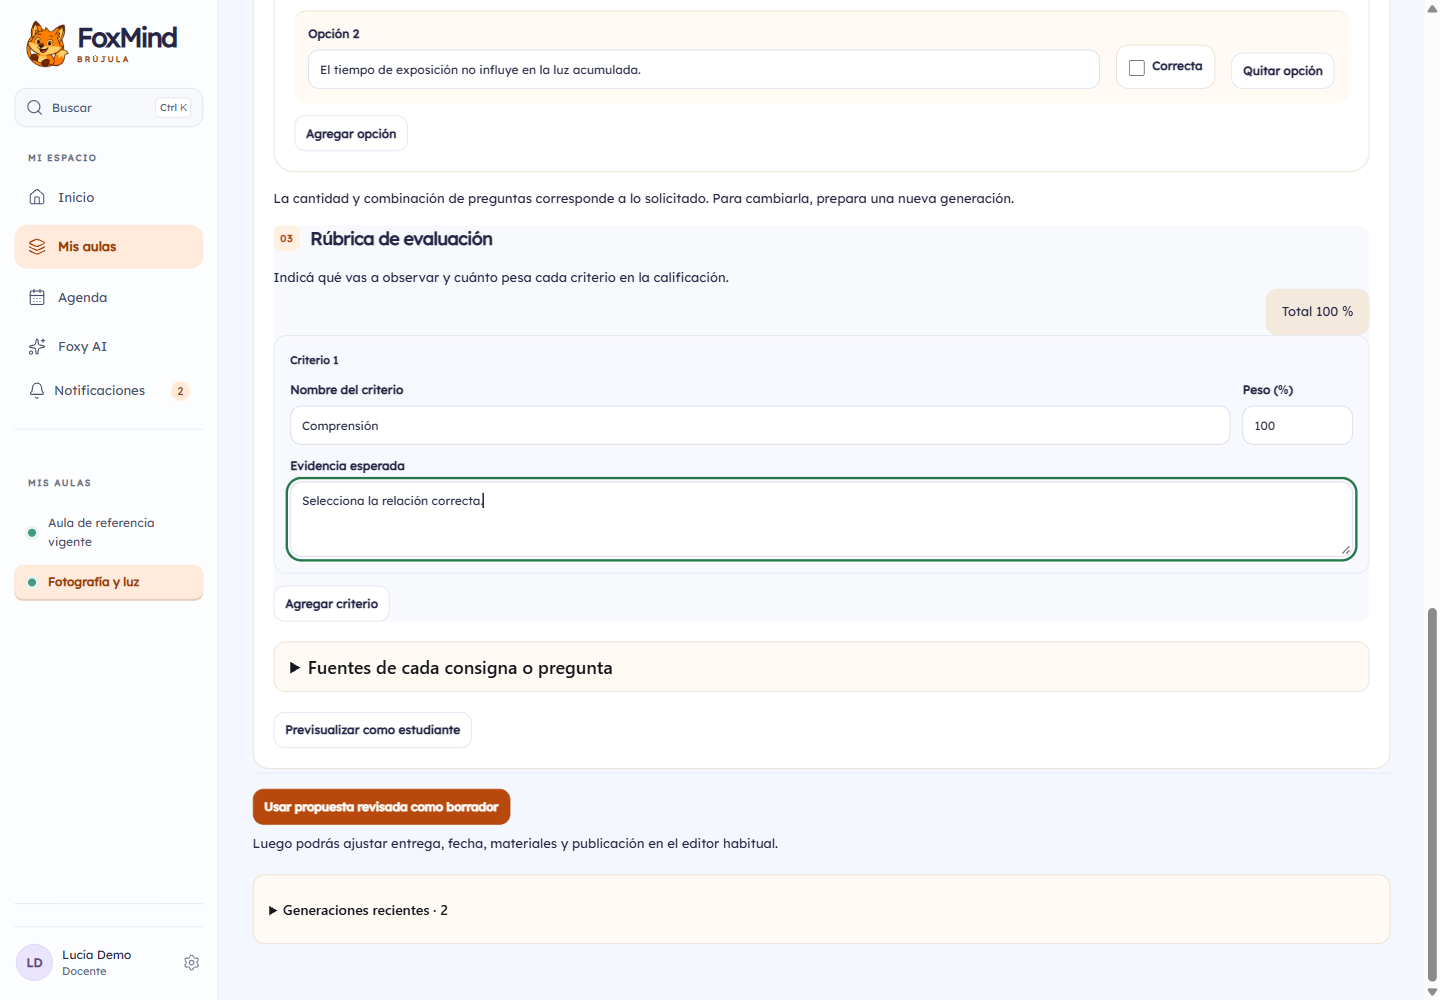 FoxMind
BRÚJULA
Buscar
Ctrl K
MI ESPACIO
Inicio
Mis aulas
Agenda
Foxy AI
Notificaciones
2
MIS AULAS
Aula de referencia
vigente
Fotografía y luz
LD
Lucía Demo
Docente
Opción 2
El tiempo de exposición no influye en la luz acumulada.
Correcta
Quitar opción
Agregar opción
La cantidad y combinación de preguntas corresponde a lo solicitado. Para cambiarla, prepara una nueva generación.
03
Rúbrica de evaluación
Indicá qué vas a observar y cuánto pesa cada criterio en la calificación.
Total 100 %
Criterio 1
Nombre del criterio
Peso (%)
Comprensión
100
Evidencia esperada
Selecciona la relación correcta.
Agregar criterio
Fuentes de cada consigna o pregunta
Previsualizar como estudiante
Usar propuesta revisada como borrador
Luego podrás ajustar entrega, fecha, materiales y publicación en el editor habitual.
Generaciones recientes · 2